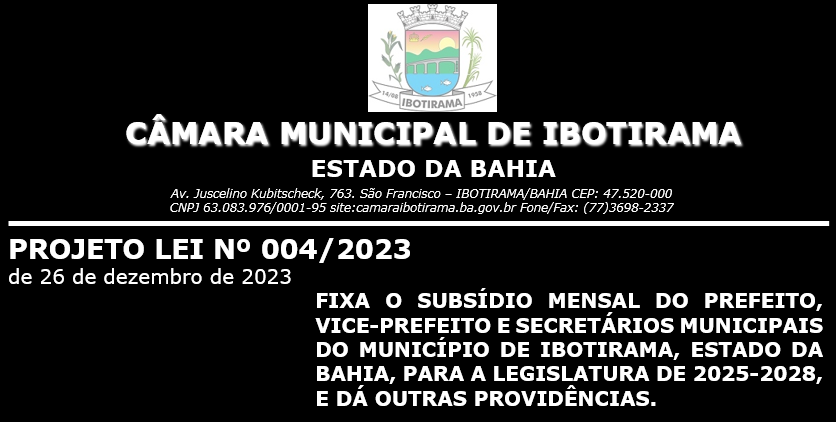 14/08 IBOTIRAMA 1958
CÂMARA MUNICIPAL DE IBOTIRAMA
ESTADO DA BAHIA
Av. Juscelino Kubitscheck, 763. São Francisco – IBOTIRAMA/BAHIA CEP: 47.520-000
CNPJ 63.083.976/0001-95 site:camaraibotirama.ba.gov.br Fone/Fax: (77)3698-2337
PROJETO LEI Nº 004/2023
de 26 de dezembro de 2023
FIXA O SUBSÍDIO MENSAL DO PREFEITO,
VICE-PREFEITO E SECRETÁRIOS MUNICIPAIS
DO MUNICÍPIO DE IBOTIRAMA, ESTADO DA
BAHIA, PARA A LEGISLATURA DE 2025-2028,
E DÁ OUTRAS PROVIDÊNCIAS.